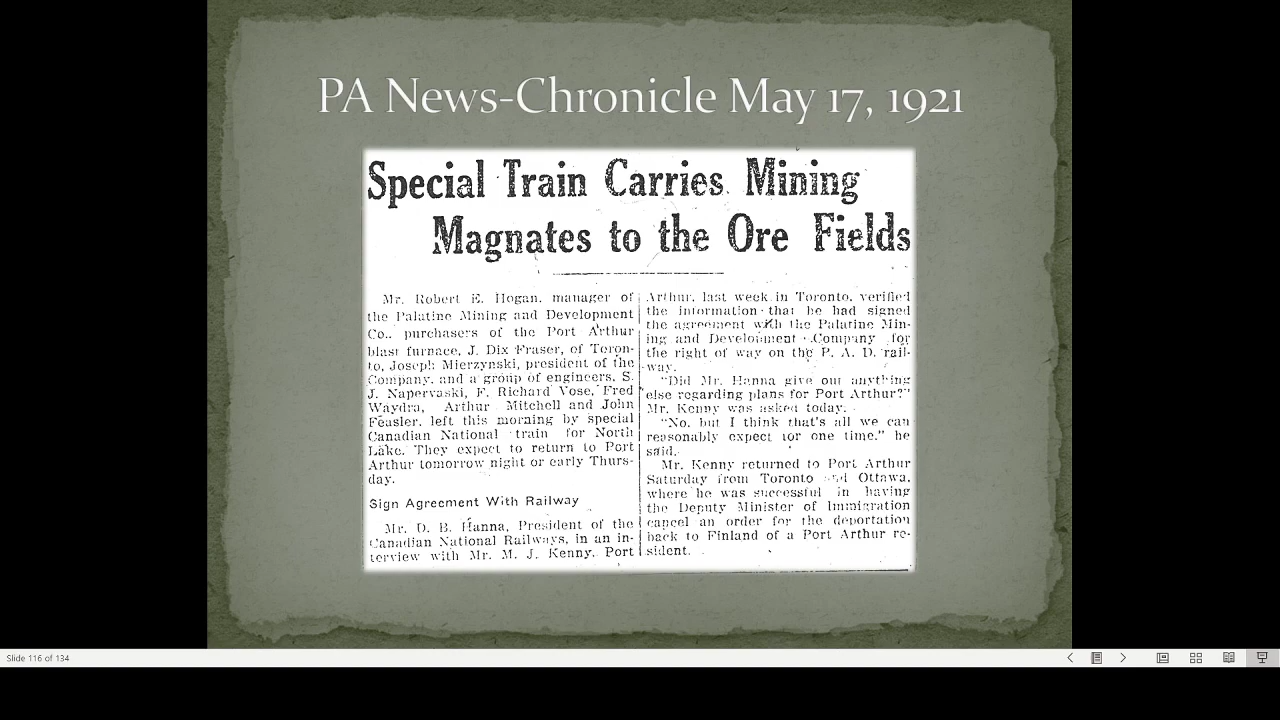 PA News-Chronicle May 17, 1921
Special Train Carries Mining
Magnates to the Ore Fields
Mr. Robert E. Hogan, manager of
the Palatine Mining and Development
Co., purchasers of the Port Arthur
blast furnace, J. Dix Fraser, of Toron-
to, Joseph Mierzynski, president of the
Company, and a group of engineers, S.
J. Napervaski, F. Richard Vose, Fred
Waydra, Arthur Mitchell and John
Feasler, left this morning by special
Canadian National train for North
Lake. They expect to return to Port
Arthur tomorrow night or early Thurs-
day.
Sign Agreement With Railway
Mr. D. B. Hanna, President of the
Canadian National Railways, in an in-
terview with Mr. M. J. Kenny, Port
Arthur, last week in Toronto, verified
the information that he had signed
the agreement with the Palatine Min-
ing and Development Company for
the right of way on the P. A. D. rail-
way.
"Did Mr. Hanna give out anything
else regarding plans for Port Arthur?"
Mr. Kenny was asked today.
"No, but I think that's all we can
reasonably expect for one time," he
said.
Mr. Kenny returned to Port Arthur
Saturday from Toronto and Ottawa,
where he was successful in having
the Deputy Minister of Immigration
cancel an order for the deportation
back to Finland of a Port Arthur re-
sident.
Slide 116 of 134